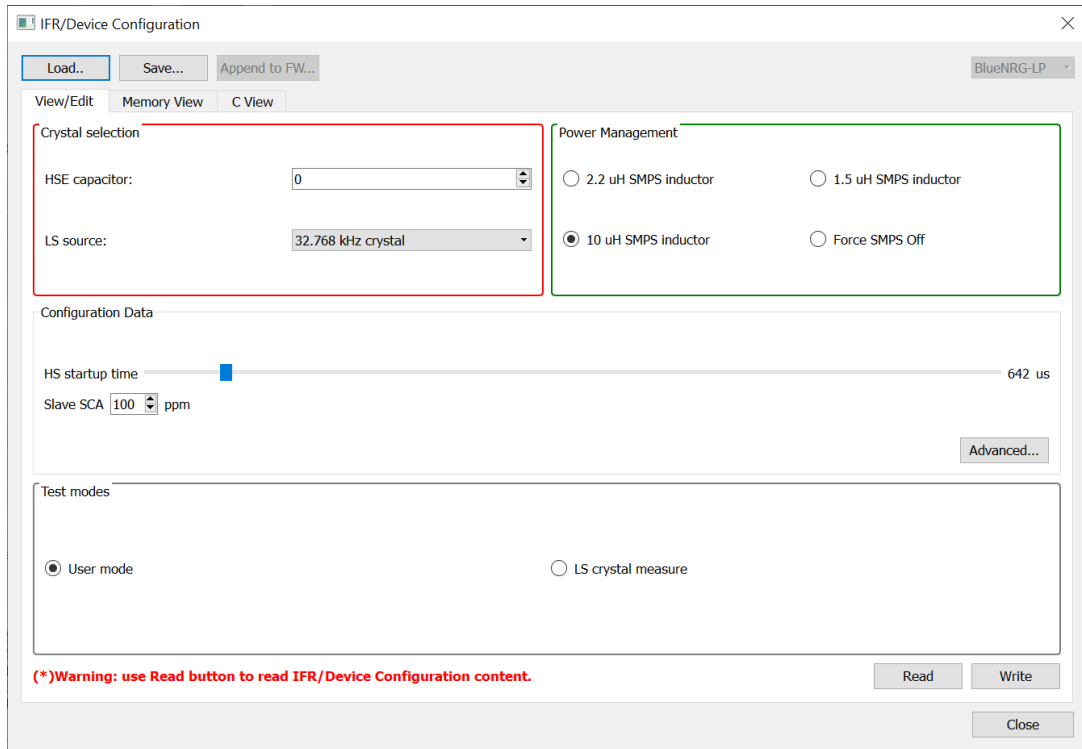 IFR/Device Configuration
Load.. Save... Append to FW... BlueNRG-LP
View/Edit Memory View C View
Crystal selection
HSE capacitor: 0
LS source: 32.768 kHz crystal
Power Management
2.2 uH SMPS inductor 1.5 uH SMPS inductor
10 uH SMPS inductor Force SMPS Off
Configuration Data
HS startup time 642 us
Slave SCA 100 ppm
Advanced...
Test modes
User mode LS crystal measure
(*)Warning: use Read button to read IFR/Device Configuration content. Read Write
Close